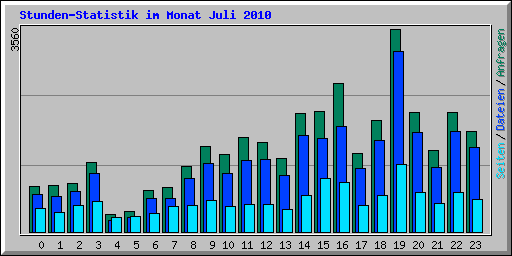 Stunden-Statistik im Monat Juli 2010
3560
Seiten / Dateien / Anfragen
0 1 2 3 4 5 6 7 8 9 10 11 12 13 14 15 16 17 18 19 20 21 22 23